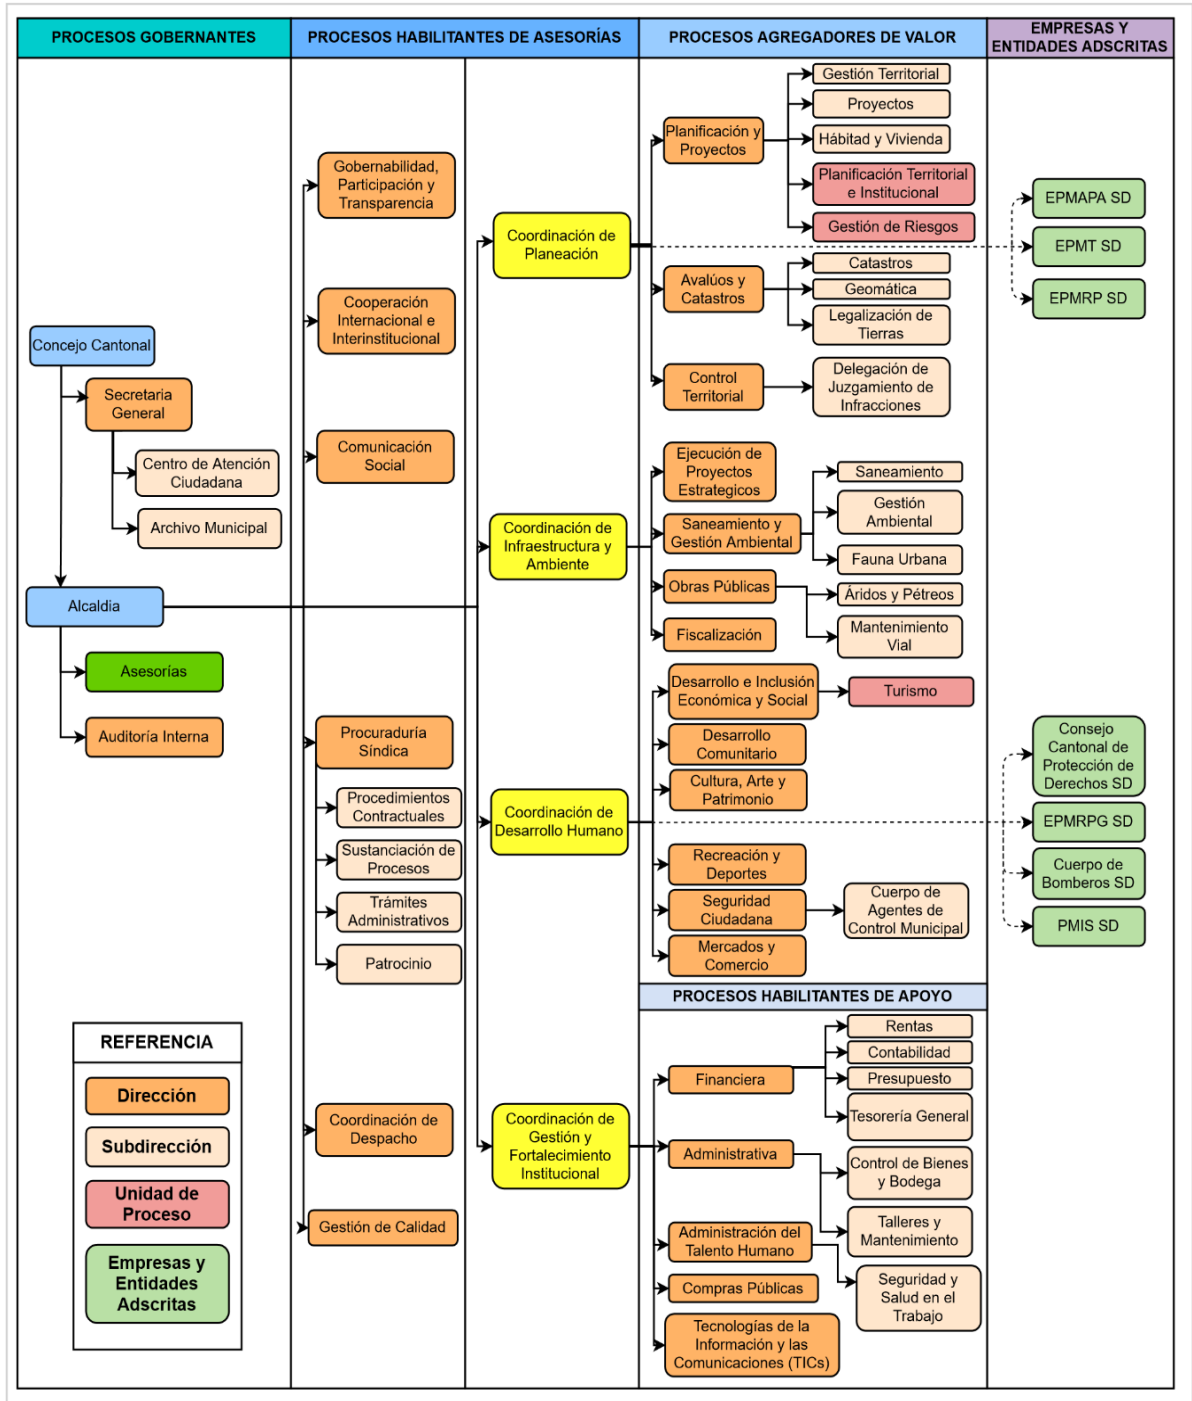 PROCESOS GOBERNANTES
Concejo Cantonal
Secretaria
General
Centro de Atención
Ciudadana
Archivo Municipal
Alcaldia
Asesorías
Auditoría Interna
REFERENCIA
Dirección
Subdirección
Unidad de
Proceso
Empresas y
Entidades
Adscritas
PROCESOS HABILITANTES DE ASESORÍAS
Gobernabilidad,
Participación y
Transparencia
Cooperación
Internacional e
Interinstitucional
Comunicación
Social
Procuraduría
Síndica
Procedimientos
Contractuales
Sustanciación de
Procesos
Trámites
Administrativos
Patrocinio
Coordinación de
Despacho
Gestión de Calidad
Coordinación de
Planeación
Coordinación de
Infraestructura y
Ambiente
Coordinación de
Desarrollo Humano
Coordinación de
Gestión y
Fortalecimiento
Institucional
PROCESOS AGREGADORES DE VALOR
Planificación y
Proyectos
Gestión Territorial
Proyectos
Hábitad y Vivienda
Planificación Territorial
e Institucional
Gestión de Riesgos
Avalúos y
Catastros
Catastros
Geomática
Legalización de
Tierras
Control
Territorial
Delegación de
Juzgamiento de
Infracciones
Ejecución de
Proyectos
Estrategicos
Saneamiento y
Gestión Ambiental
Saneamiento
Gestión
Ambiental
Fauna Urbana
Obras Públicas
Áridos y Pétreos
Mantenimiento
Vial
Fiscalización
Desarrollo e Inclusión
Económica y Social
Turismo
Desarrollo
Comunitario
Cultura, Arte y
Patrimonio
Recreación y
Deportes
Seguridad
Ciudadana
Cuerpo de
Agentes de
Control Municipal
Mercados y
Comercio
PROCESOS HABILITANTES DE APOYO
Financiera
Rentas
Contabilidad
Presupuesto
Tesorería General
Administrativa
Control de Bienes
y Bodega
Talleres y
Mantenimiento
Administración del
Talento Humano
Seguridad y
Salud en el
Trabajo
Compras Públicas
Tecnologías de la
Información y las
Comunicaciones (TICs)
EMPRESAS Y
ENTIDADES ADSCRITAS
EPMAPA SD
EPMT SD
EPMRP SD
Consejo
Cantonal de
Protección de
Derechos SD
EPMRPG SD
Cuerpo de
Bomberos SD
PMIS SD